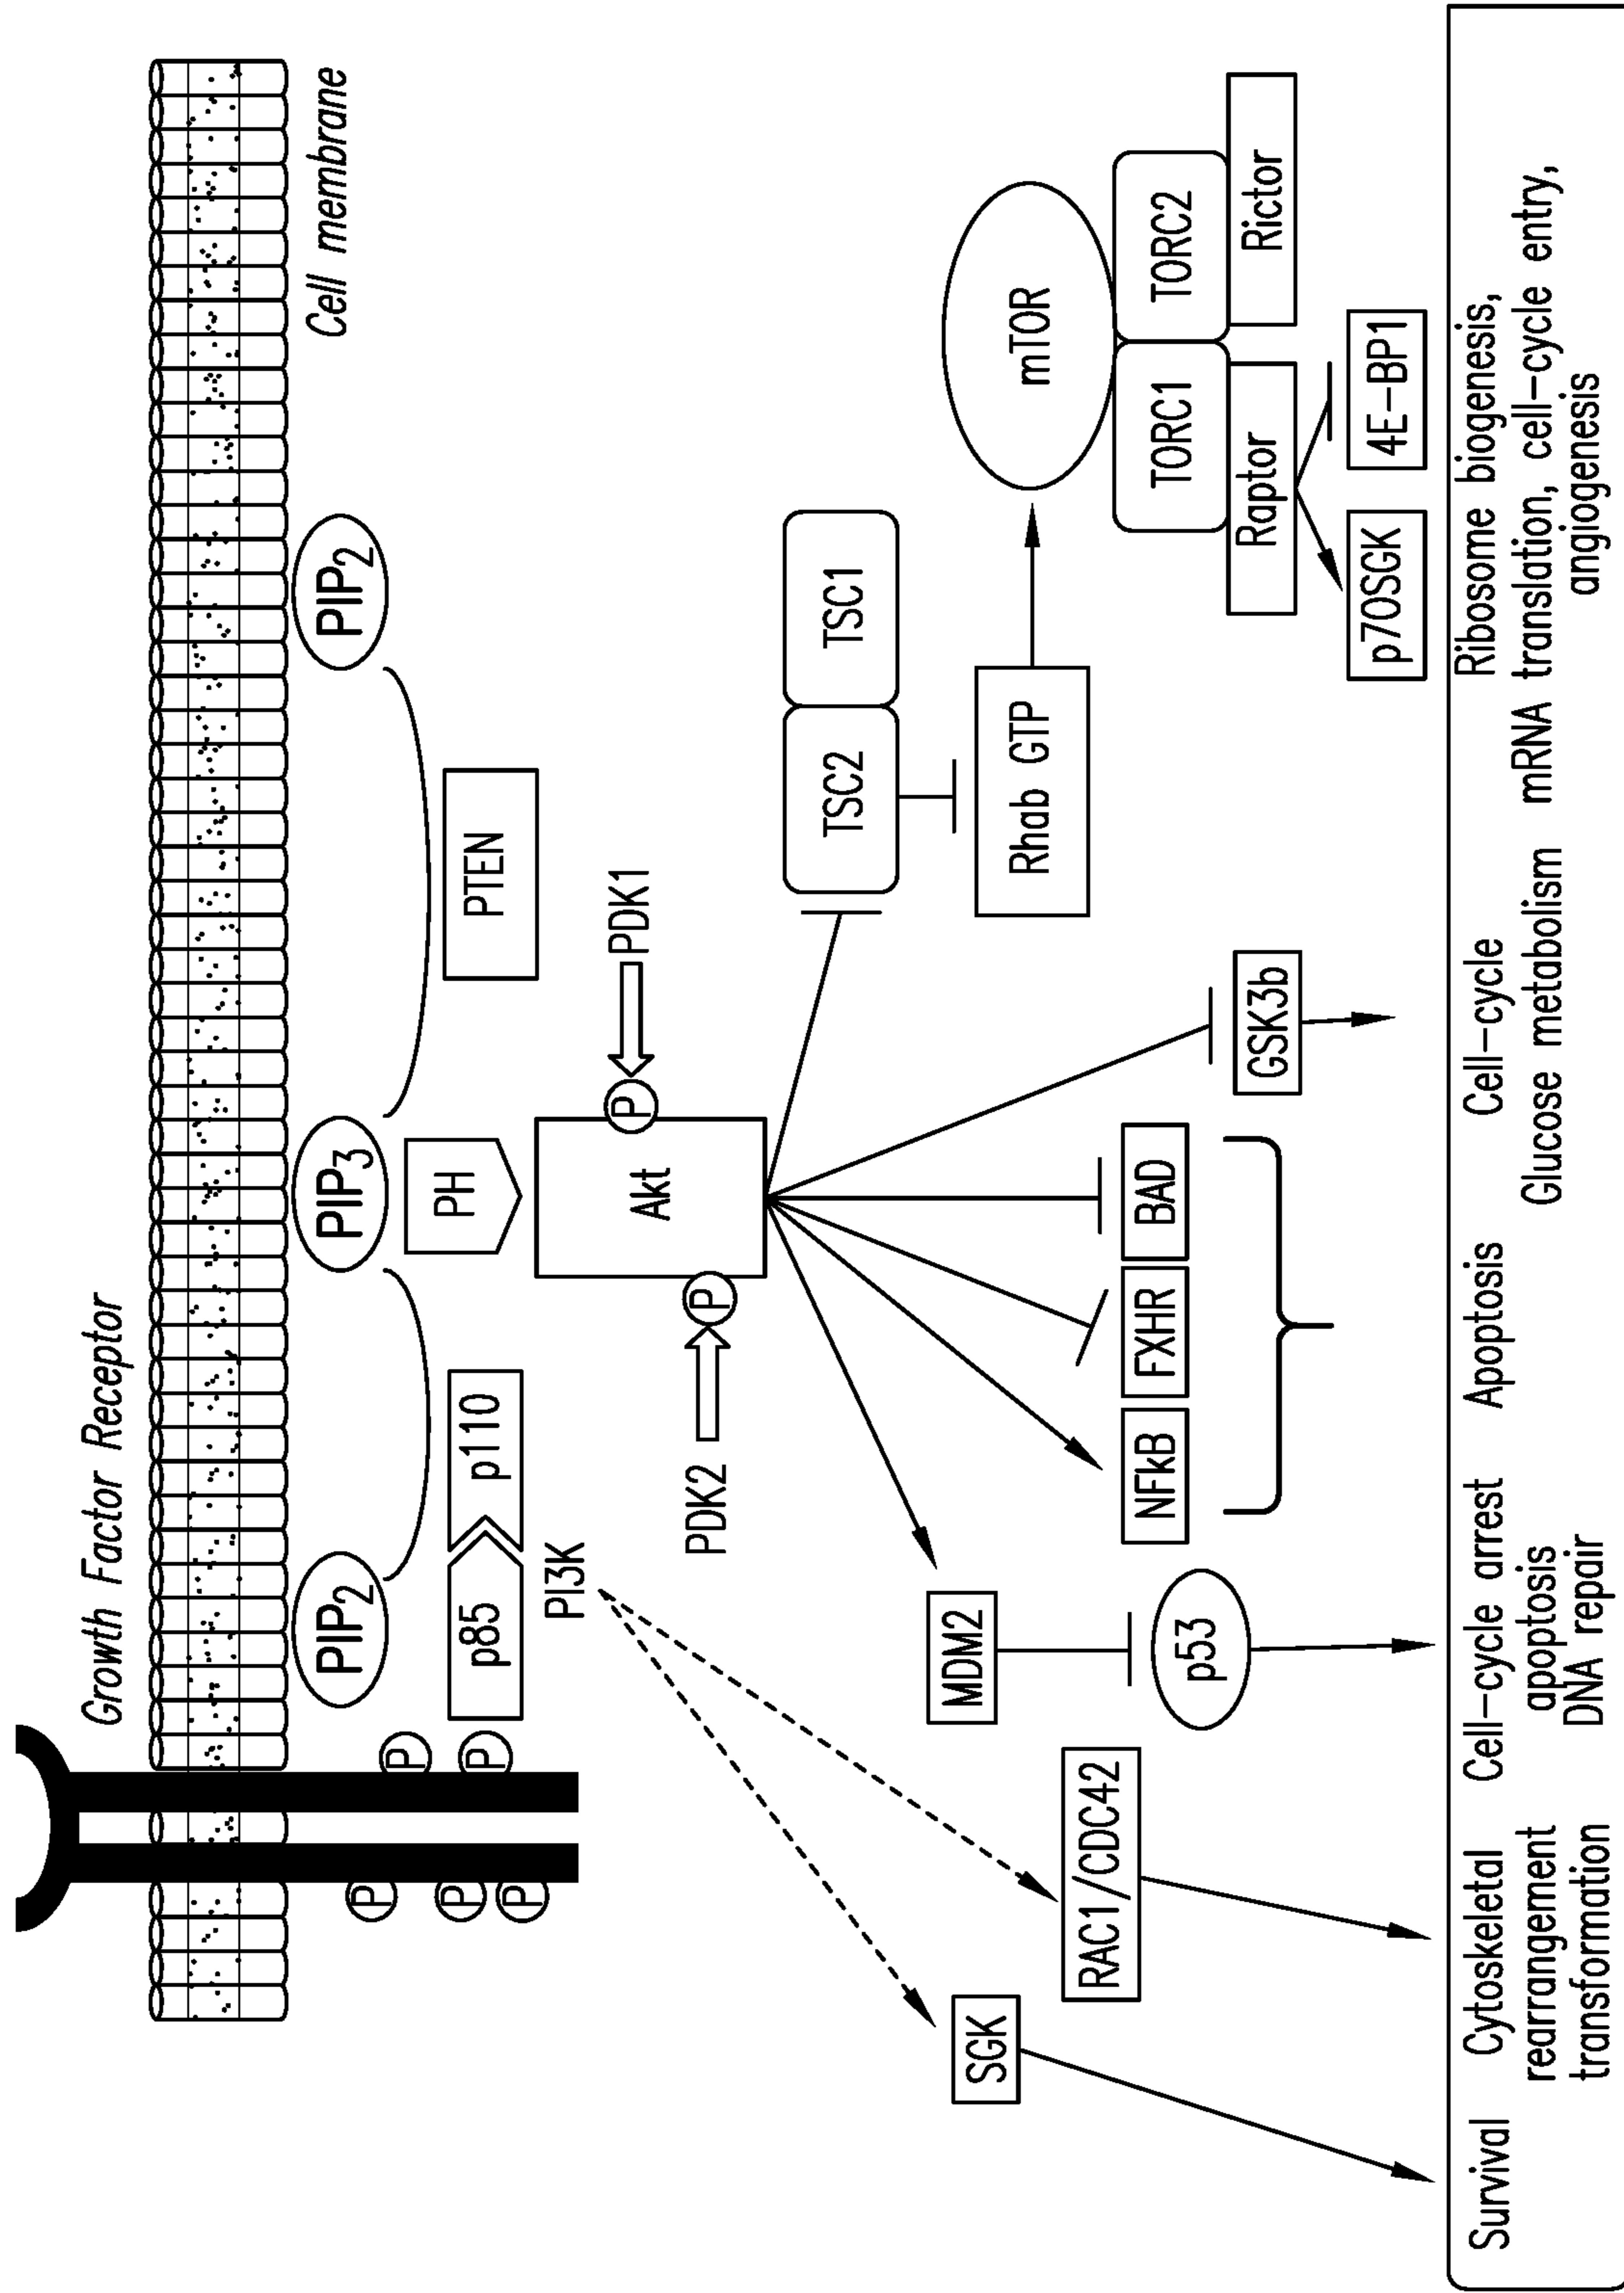 Growth Factor Receptor
Cell membrane
PIP2
PIP3
PIP2
P
P
P
P
P
p85
p110
PI3K
PH
PTEN
Akt
P
PDK1
P
PDK2
TSC2
TSC1
Rhab GTP
mTOR
TORC1
TORC2
Raptor
Rictor
p70SGK
4E-BP1
SGK
RAC1/CDC42
MDM2
p53
NFkB
FXHR
BAD
GSK3b
Survival
Cytoskeletal
rearrangement
transformation
Cell-cycle arrest
apoptosis
DNA repair
Apoptosis
Cell-cycle
Glucose metabolism
Ribosome biogenesis,
mRNA translation, cell-cycle entry,
angiogenesis